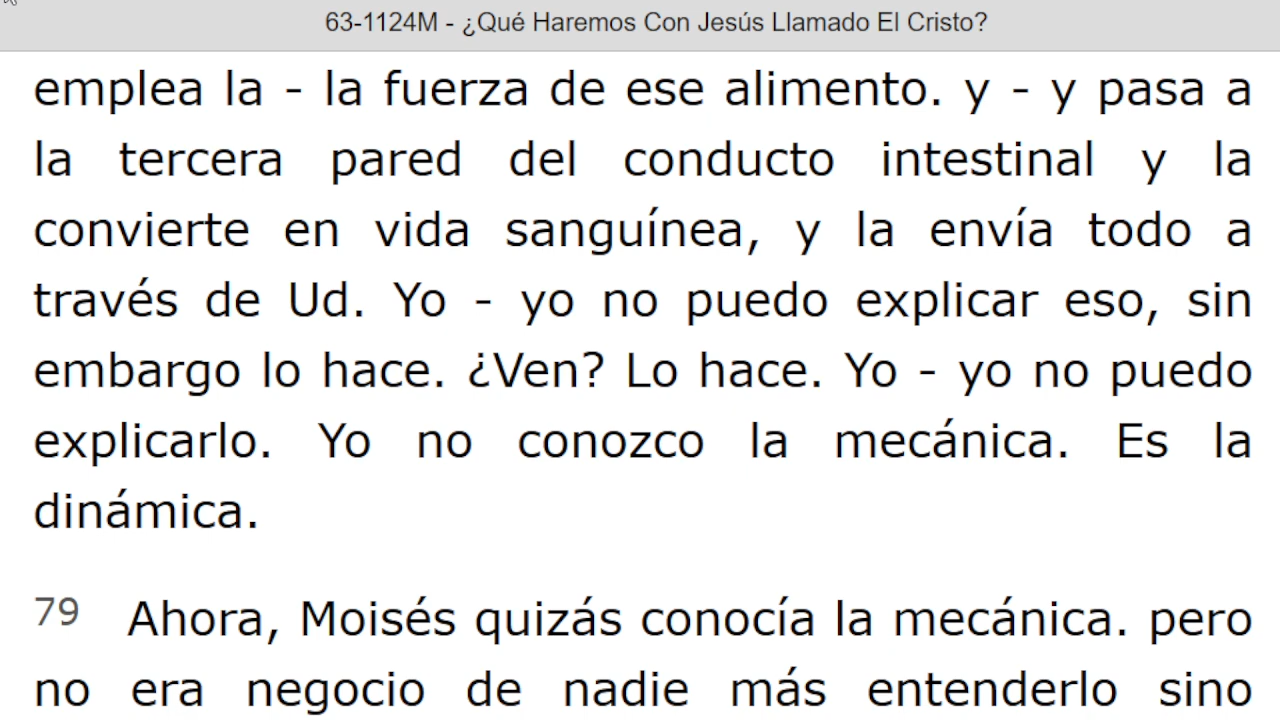 63-1124M - ¿Qué Haremos Con Jesús Llamado El Cristo?
emplea la - la fuerza de ese alimento. y - y pasa a
la tercera pared del conducto intestinal y la
convierte en vida sanguínea, y la envía todo a
través de Ud. Yo - yo no puedo explicar eso, sin
embargo lo hace. ¿Ven? Lo hace. Yo - yo no puedo
explicarlo. Yo no conozco la mecánica. Es la
dinámica.
79 Ahora, Moisés quizás conocía la mecánica. pero
no era negocio de nadie más entenderlo sino